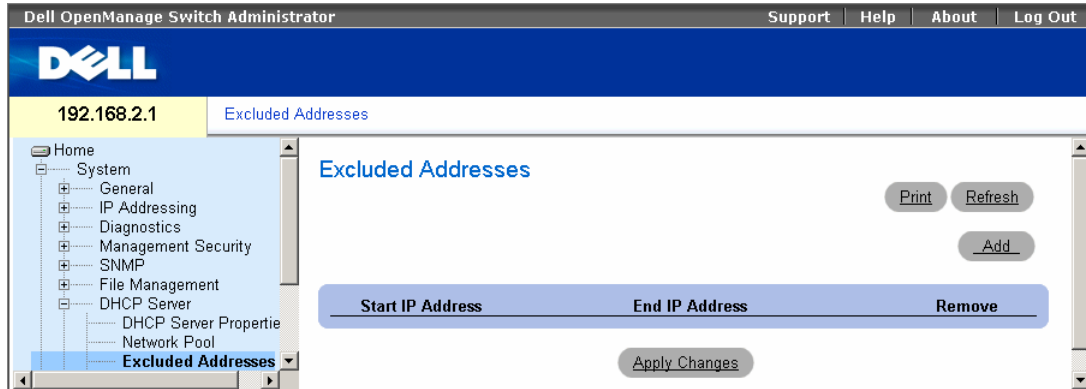 Dell OpenManage Switch Administrator Support Help About Log Out
DELL
192.168.2.1 Excluded Addresses
Home
System
General
IP Addressing
Diagnostics
Management Security
SNMP
File Management
DHCP Server
DHCP Server Propertie
Network Pool
Excluded Addresses
Excluded Addresses
Print Refresh
Add
Start IP Address End IP Address Remove
Apply Changes